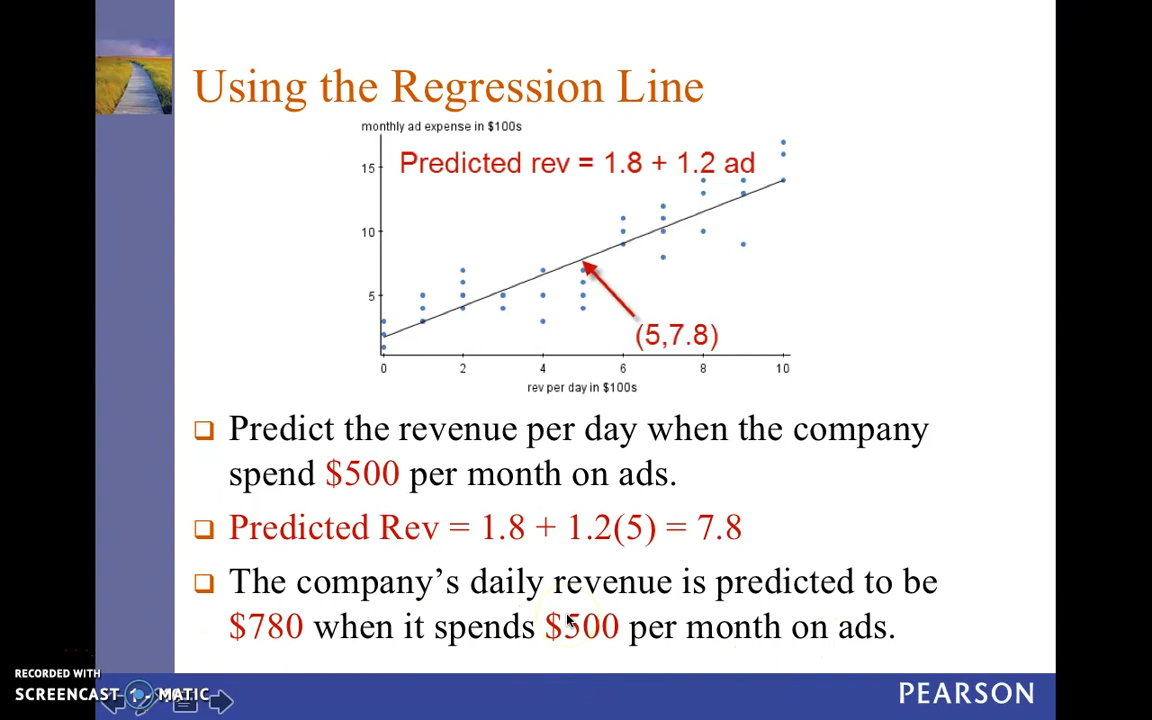 Using the Regression Line
monthly ad expense in $100s
Predicted rev = 1.8 + 1.2 ad
15
10
5
(5,7.8)
0 2 4 6 8 10
rev per day in $100s
Predict the revenue per day when the company
spend $500 per month on ads.
Predicted Rev = 1.8 + 1.2(5) = 7.8
The company’s daily revenue is predicted to be
$780 when it spends $500 per month on ads.
RECORDED WITH
SCREENCAST-MATIC
1 -
PEARSON